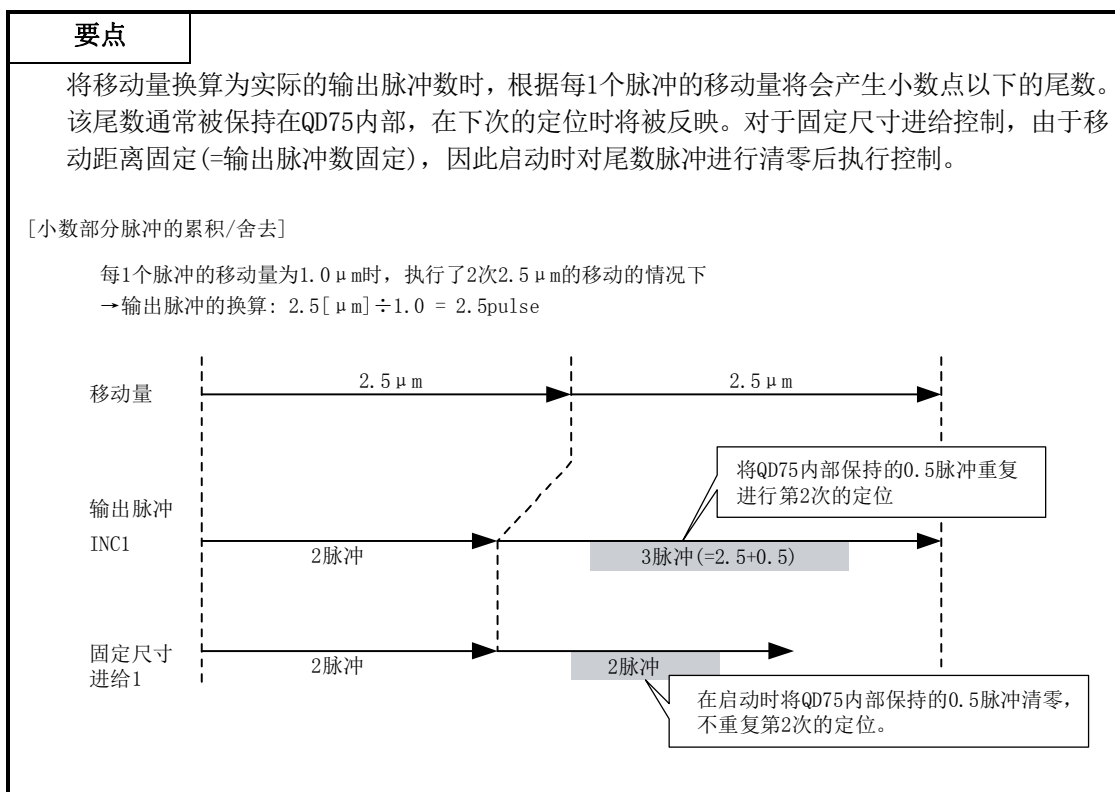 要点
将移动量换算为实际的输出脉冲数时，根据每1个脉冲的移动量将会产生小数点以下的尾数。
该尾数通常被保持在QD75内部，在下次的定位时将被反映。对于固定尺寸进给控制，由于移
动距离固定(=输出脉冲数固定)，因此启动时对尾数脉冲进行清零后执行控制。
[小数部分脉冲的累积/舍去]
每1个脉冲的移动量为1.0μm时，执行了2次2.5μm的移动的情况下
→输出脉冲的换算: 2.5[μm]÷1.0 = 2.5pulse
移动量
2.5μm
2.5μm
将QD75内部保持的0.5脉冲重复
进行第2次的定位
输出脉冲
INC1
2脉冲
3脉冲(=2.5+0.5)
固定尺寸
进给1
2脉冲
2脉冲
在启动时将QD75内部保持的0.5脉冲清零，
不重复第2次的定位。